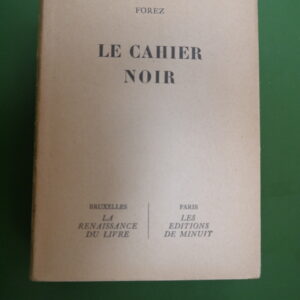 FOREZ
LE CAHIER
NOIR
BRUXELLES
LA
RENAISSANCE
DU LIVRE
PARIS
LES
EDITIONS
DE MINUIT